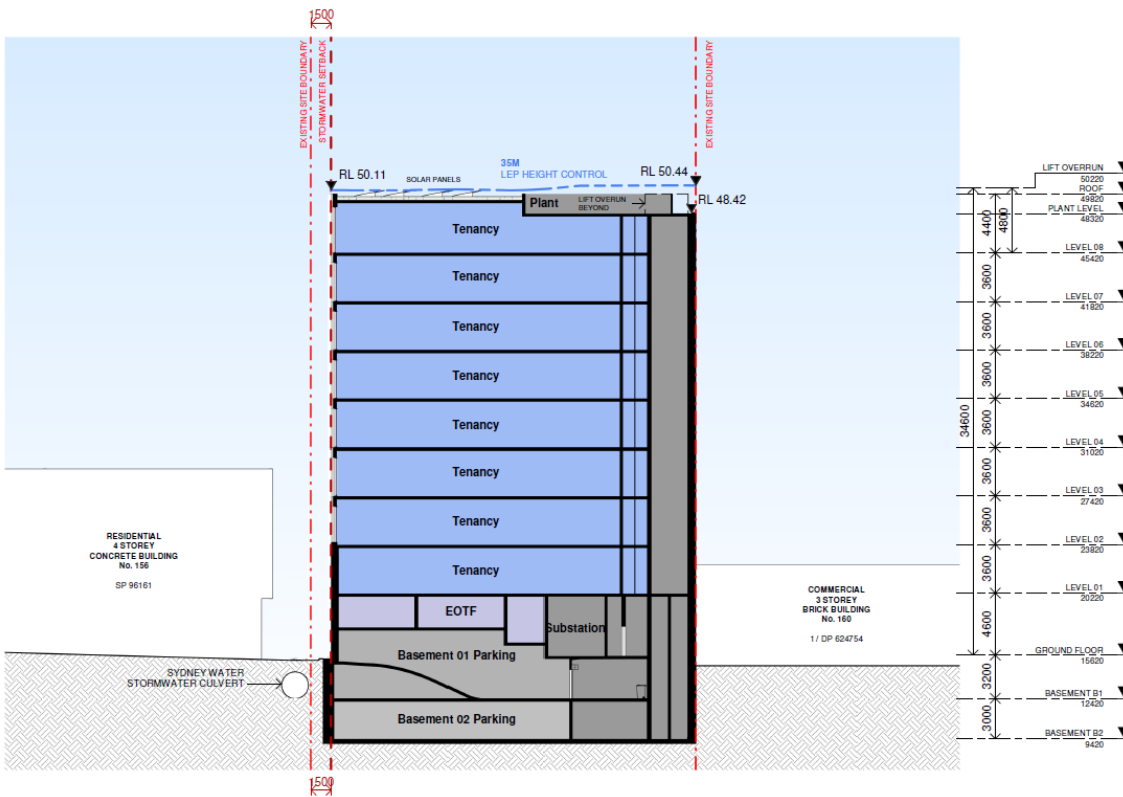 1500
EXISTING SITE BOUNDARY
STORMWATER SETBACK
EXISTING SITE BOUNDARY
35M
LEP HEIGHT CONTROL
RL 50.11
SOLAR PANELS
RL 50.44
RL 48.42
Plant
LIFT OVERUN
BEYOND
Tenancy
Tenancy
Tenancy
Tenancy
Tenancy
Tenancy
Tenancy
Tenancy
EOTF
Substation
Basement 01 Parking
Basement 02 Parking
RESIDENTIAL
4 STOREY
CONCRETE BUILDING
No. 156
SP 96161
SYDNEY WATER
STORMWATER CULVERT
COMMERCIAL
3 STOREY
BRICK BUILDING
No. 160
1/ DP 624754
LIFT OVERRUN
50220
ROOF
49820
PLANT LEVEL
48320
LEVEL 08
45420
LEVEL 07
41820
LEVEL 06
38220
LEVEL 05
34620
LEVEL 04
31020
LEVEL 03
27420
LEVEL 02
23820
LEVEL 01
20220
GROUND FLOOR
15620
BASEMENT B1
12420
BASEMENT B2
9420
4400
4800
3600
3600
3600
3600
3600
3600
3600
34600
4600
3200
3000
1500